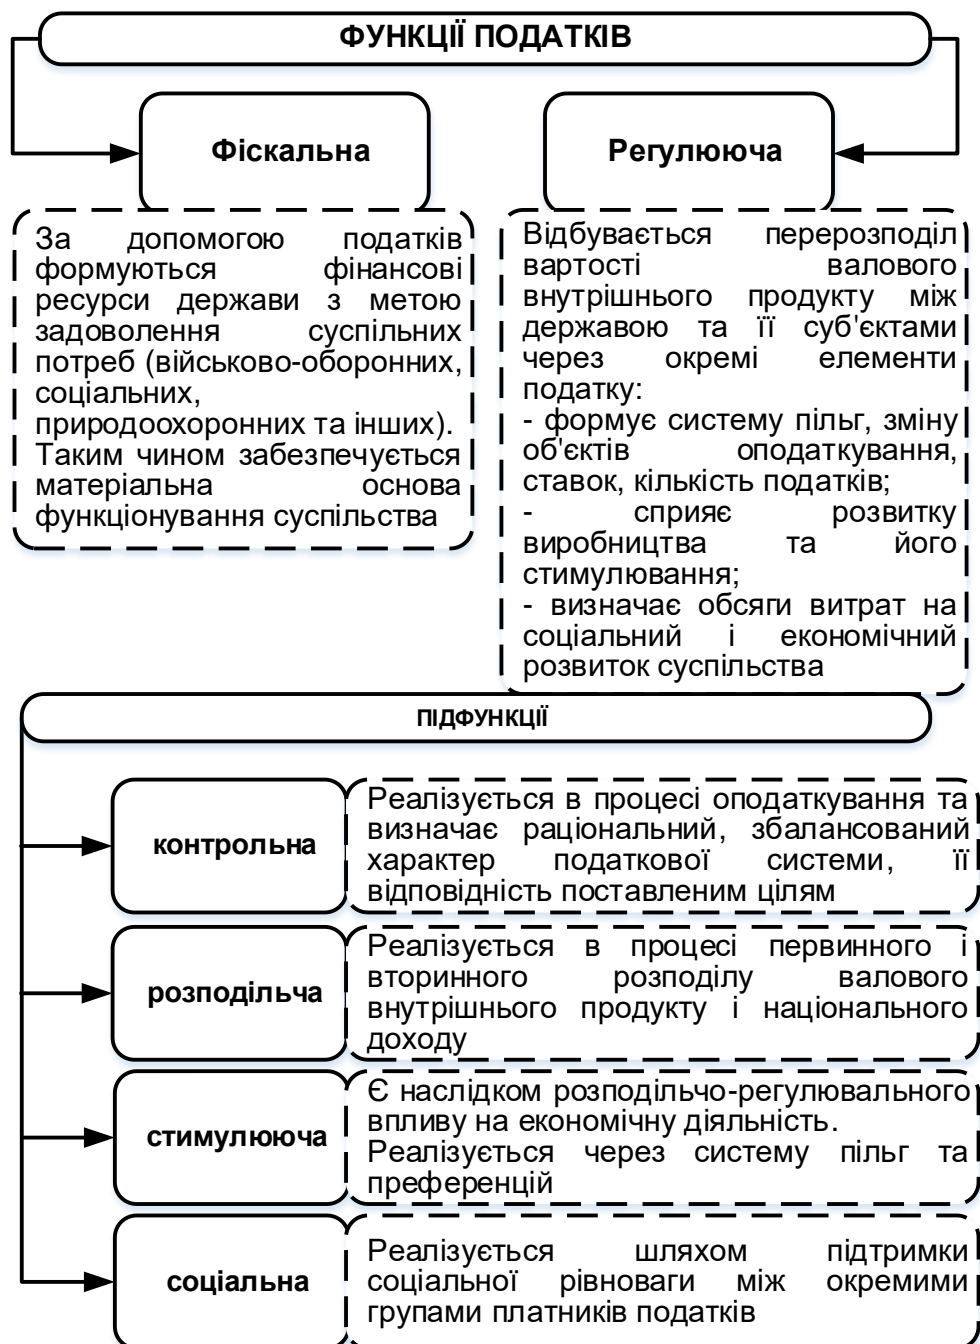 ФУНКЦІЇ ПОДАТКІВ
Фіскальна
За допомогою податків
формуються фінансові
ресурси держави з метою
задоволення суспільних
потреб (військово-оборонних,
соціальних,
природоохоронних та інших).
Таким чином забезпечується
матеріальна основа
функціонування суспільства
Регулююча
Відбувається перерозподіл
вартості валового
внутрішнього продукту між
державою та її суб'єктами
через окремі елементи
податку:
- формує систему пільг, зміну
об'єктів оподаткування,
ставок, кількість податків;
- сприяє розвитку
виробництва та його
стимулювання;
- визначає обсяги витрат на
соціальний і економічний
розвиток суспільства
ПІДФУНКЦІЇ
контрольна
Реалізується в процесі оподаткування та
визначає раціональний, збалансований
характер податкової системи, її
відповідність поставленим цілям
розподільча
Реалізується в процесі первинного і
вторинного розподілу валового
внутрішнього продукту і національного
доходу
стимулююча
Є наслідком розподільчо-регулювального
впливу на економічну діяльність.
Реалізується через систему пільг та
преференцій
соціальна
Реалізується шляхом підтримки
соціальної рівноваги між окремими
групами платників податків